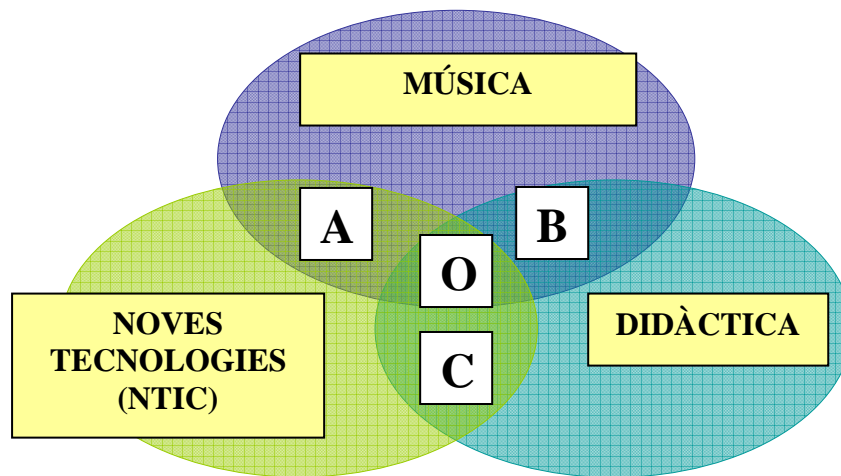 MÚSICA
A
B
O
NOVES
TECNOLOGIES
(NTIC)
DIDÀCTICA
C